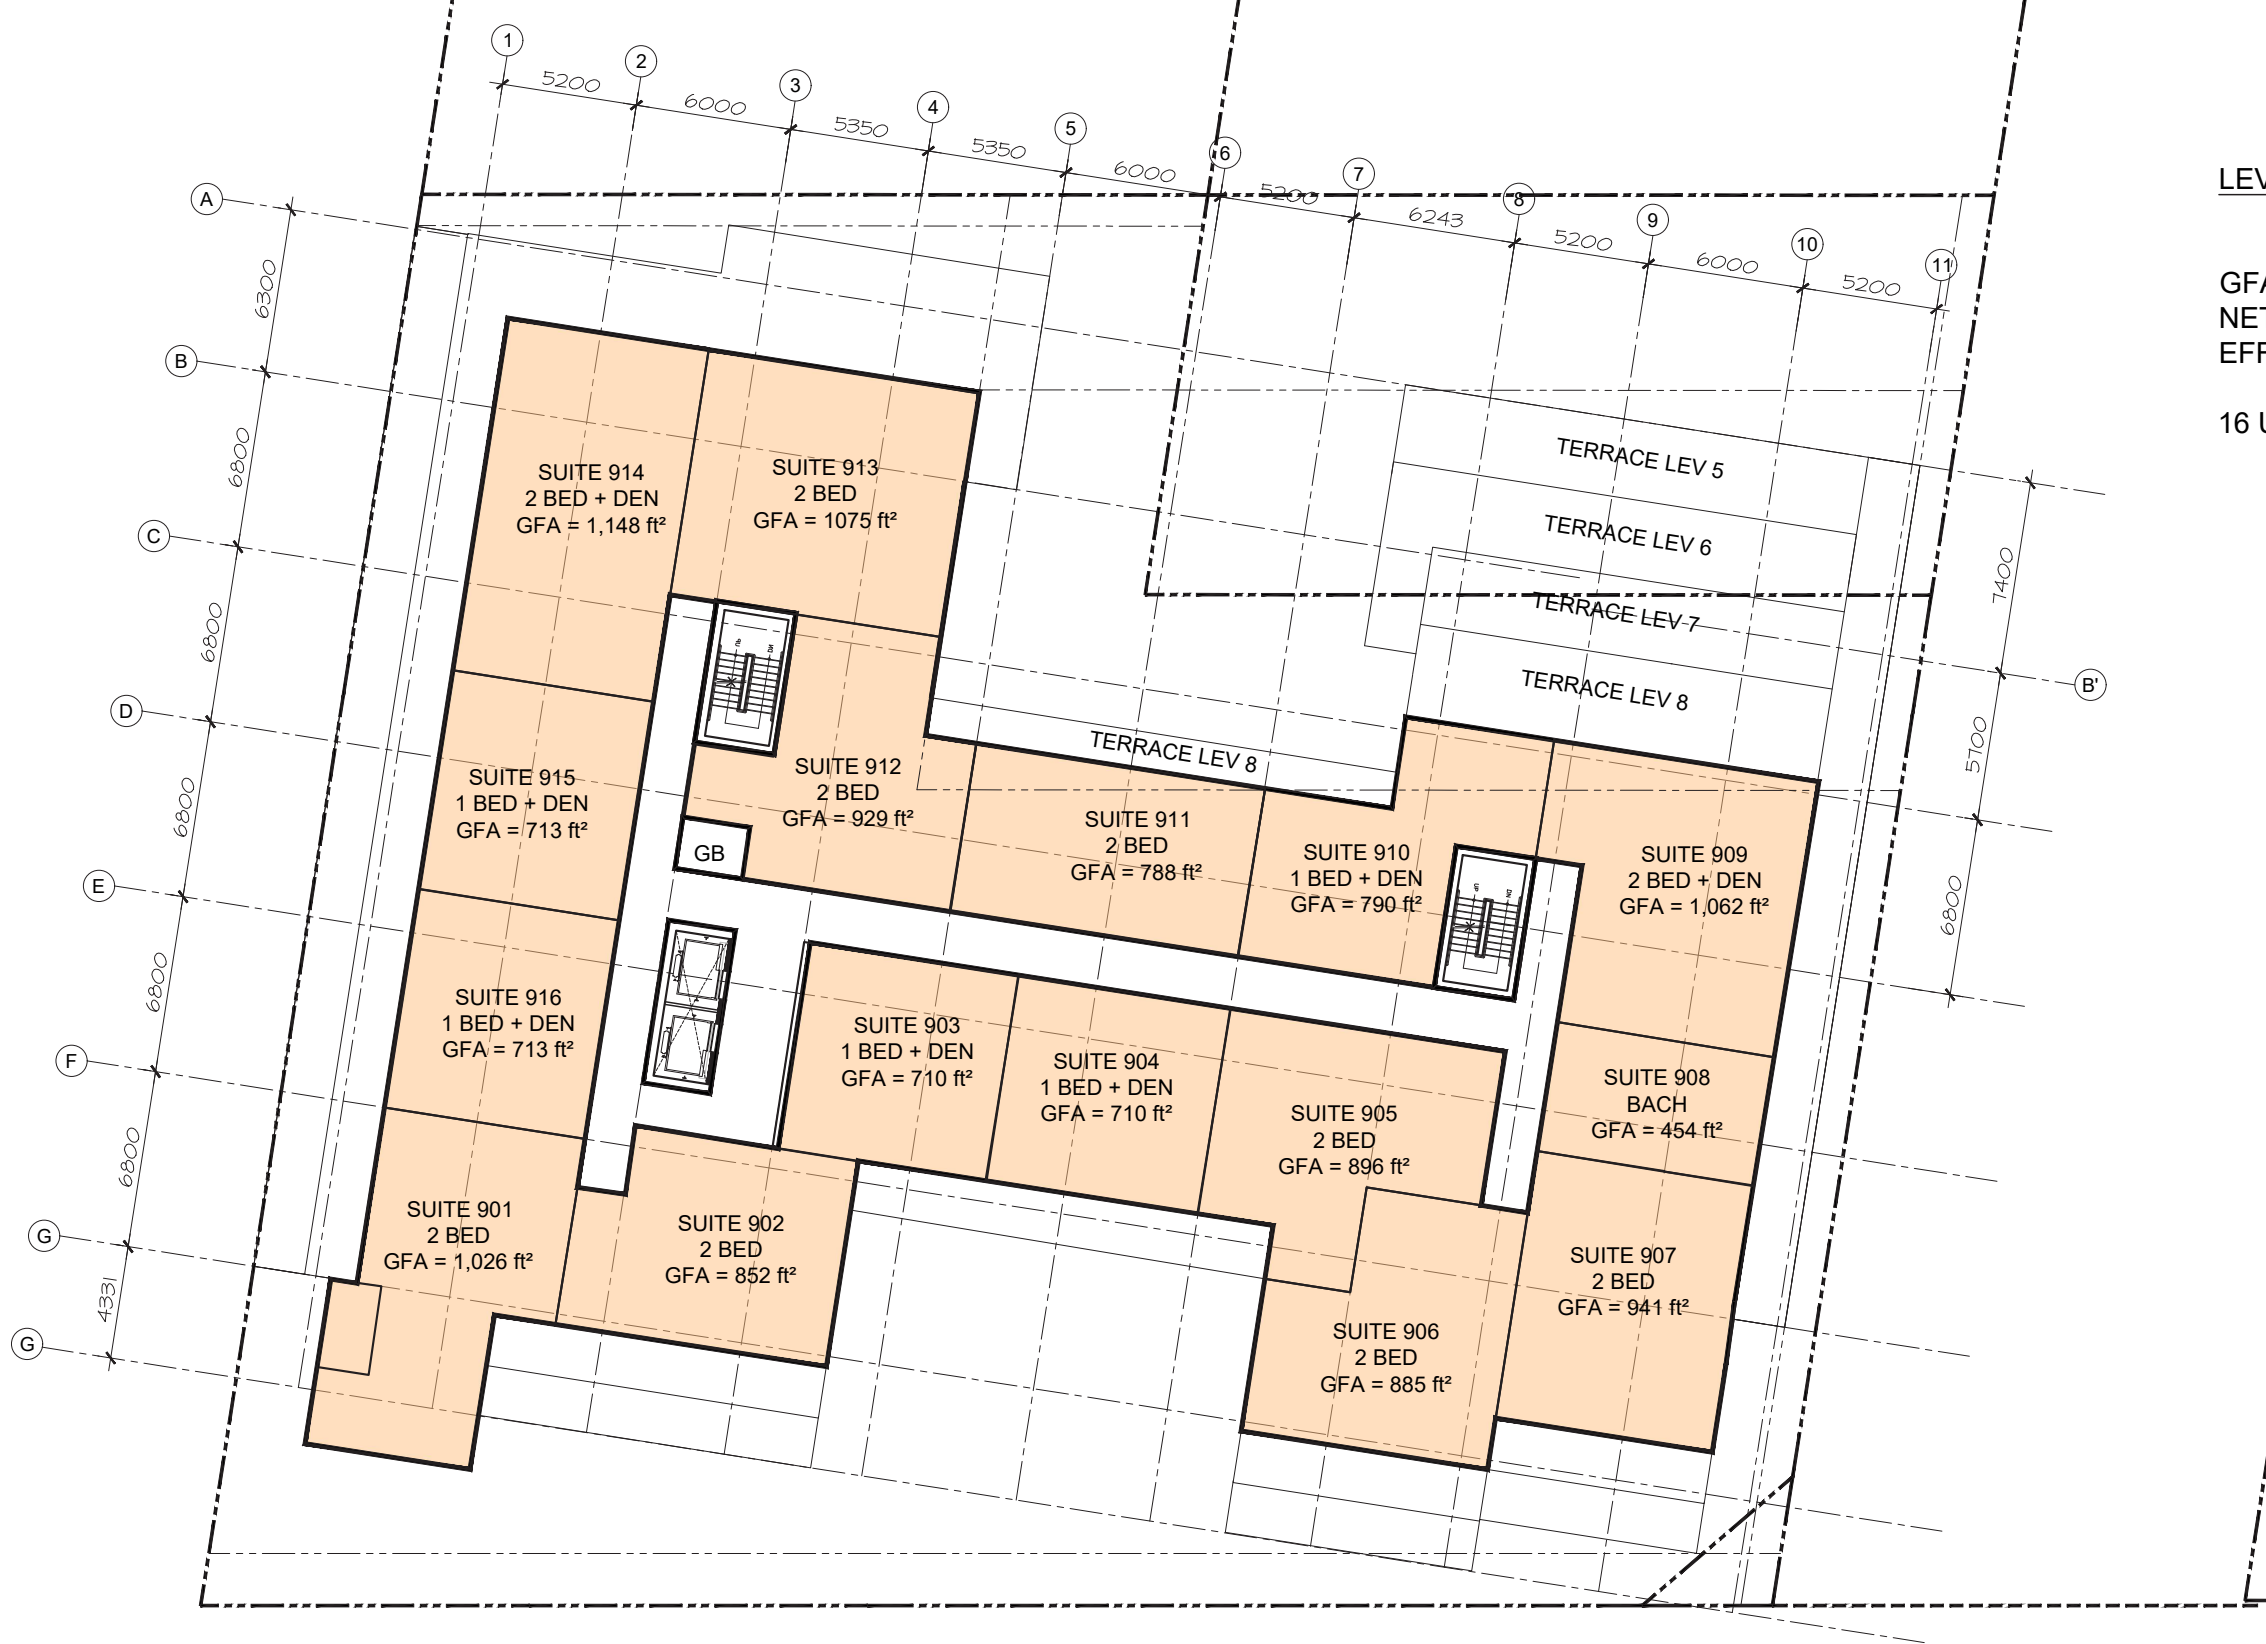 1
2
3
4
5
6
7
8
9
10
11
5200
6000
5350
5350
6000
5200
6243
5200
6000
5200
A
B
C
D
E
F
G
G
6300
6800
6800
6800
6800
6800
4331
B'
7400
5700
6800
LEV
GFA
NET
EFF
16 U
TERRACE LEV 5
TERRACE LEV 6
TERRACE LEV 7
TERRACE LEV 8
TERRACE LEV 8
SUITE 914
2 BED + DEN
GFA = 1,148 ft²
SUITE 913
2 BED
GFA = 1075 ft²
UP
DN
SUITE 915
1 BED + DEN
GFA = 713 ft²
SUITE 912
2 BED
GFA = 929 ft²
GB
SUITE 911
2 BED
GFA = 788 ft²
SUITE 910
1 BED + DEN
GFA = 790 ft²
UP
DN
SUITE 909
2 BED + DEN
GFA = 1,062 ft²
SUITE 916
1 BED + DEN
GFA = 713 ft²
SUITE 903
1 BED + DEN
GFA = 710 ft²
SUITE 904
1 BED + DEN
GFA = 710 ft²
SUITE 905
2 BED
GFA = 896 ft²
SUITE 908
BACH
GFA = 454 ft²
SUITE 901
2 BED
GFA = 1,026 ft²
SUITE 902
2 BED
GFA = 852 ft²
SUITE 906
2 BED
GFA = 885 ft²
SUITE 907
2 BED
GFA = 941 ft²